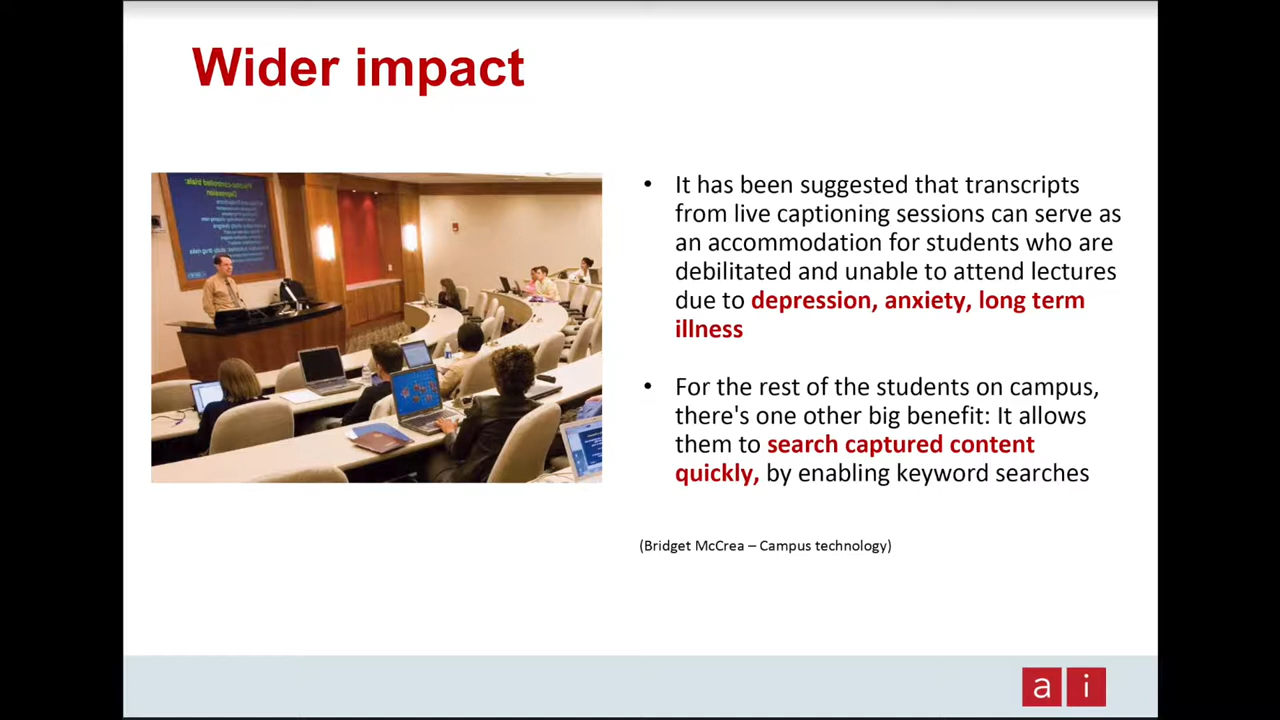 Wider impact
• It has been suggested that transcripts
from live captioning sessions can serve as
an accommodation for students who are
debilitated and unable to attend lectures
due to depression, anxiety, long term
illness
• For the rest of the students on campus,
there's one other big benefit: It allows
them to search captured content
quickly, by enabling keyword searches
(Bridget McCrea – Campus technology)
a i